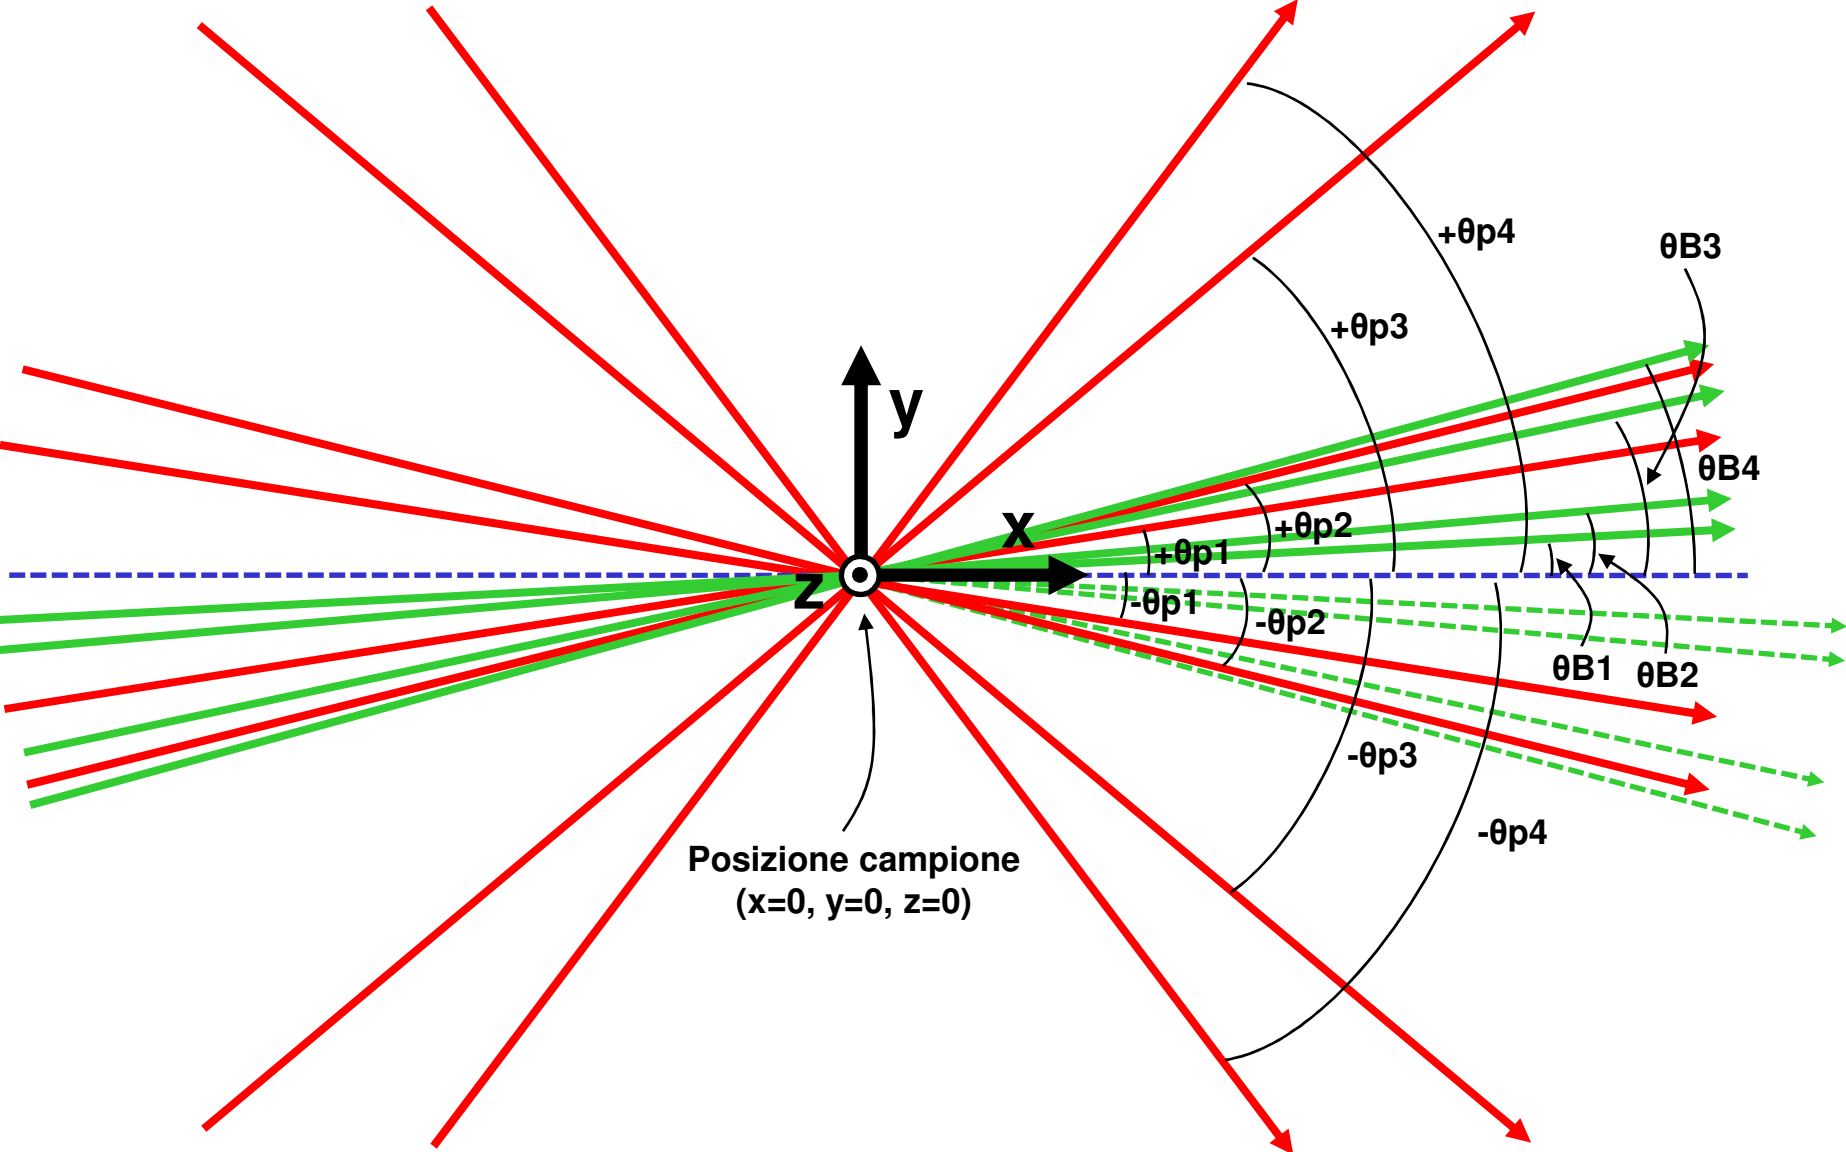 +θp4
θB3
+θp3
y
θB4
x
+θp2
+θp1
z
-θp1
-θp2
θB1
θB2
-θp3
-θp4
Posizione campione
(x=0, y=0, z=0)